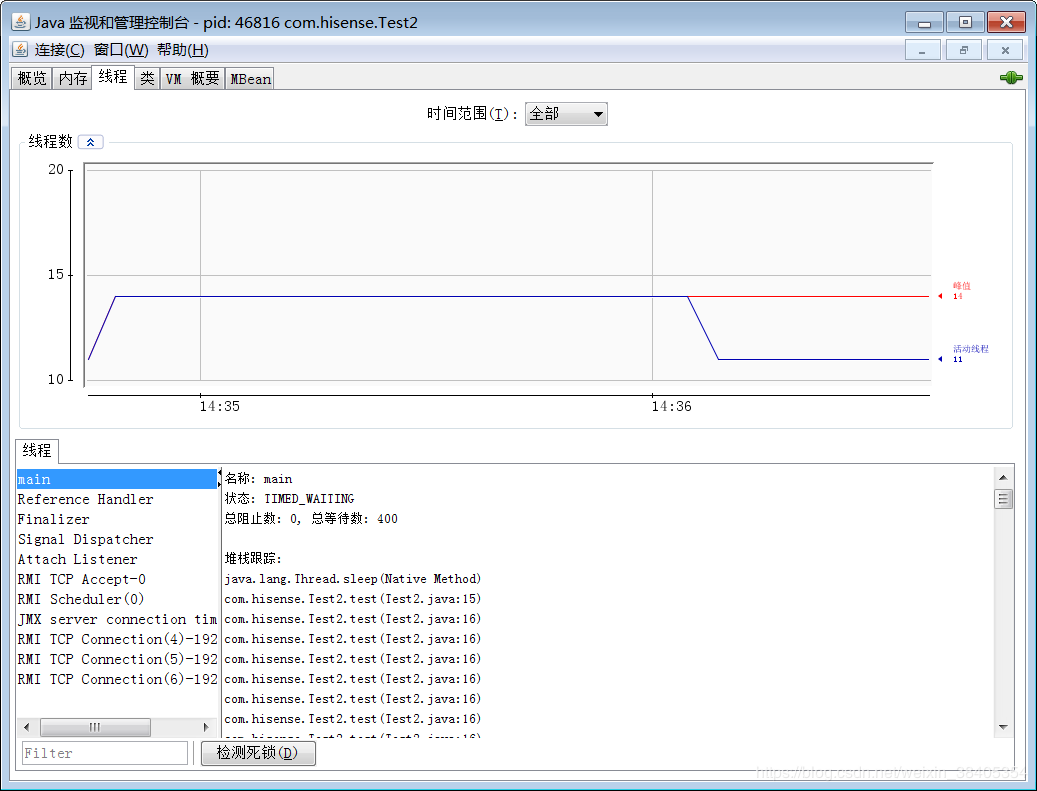 Java 监视和管理控制台 - pid: 46816 com.hisense.Test2
连接(C) 窗口(W) 帮助(H)
概览 内存 线程 类 VM 概要 MBean
时间范围(T): 全部
线程数
20
15
10
峰值
14
活动线程
11
14:35 14:36
线程
main
Reference Handler
Finalizer
Signal Dispatcher
Attach Listener
RMI TCP Accept-0
RMI Scheduler(0)
JMX server connection tim
RMI TCP Connection(4)-192
RMI TCP Connection(5)-192
RMI TCP Connection(6)-192
名称: main
状态: TIMED_WAITING
总阻止数: 0, 总等待数: 400
堆栈跟踪:
java.lang.Thread.sleep(Native Method)
com.hisense.Test2.test(Test2.java:15)
com.hisense.Test2.test(Test2.java:16)
com.hisense.Test2.test(Test2.java:16)
com.hisense.Test2.test(Test2.java:16)
com.hisense.Test2.test(Test2.java:16)
com.hisense.Test2.test(Test2.java:16)
com.hisense.Test2.test(Test2.java:16)
com.hisense.Test2.test(Test2.java:16)
Filter
检测死锁(D)